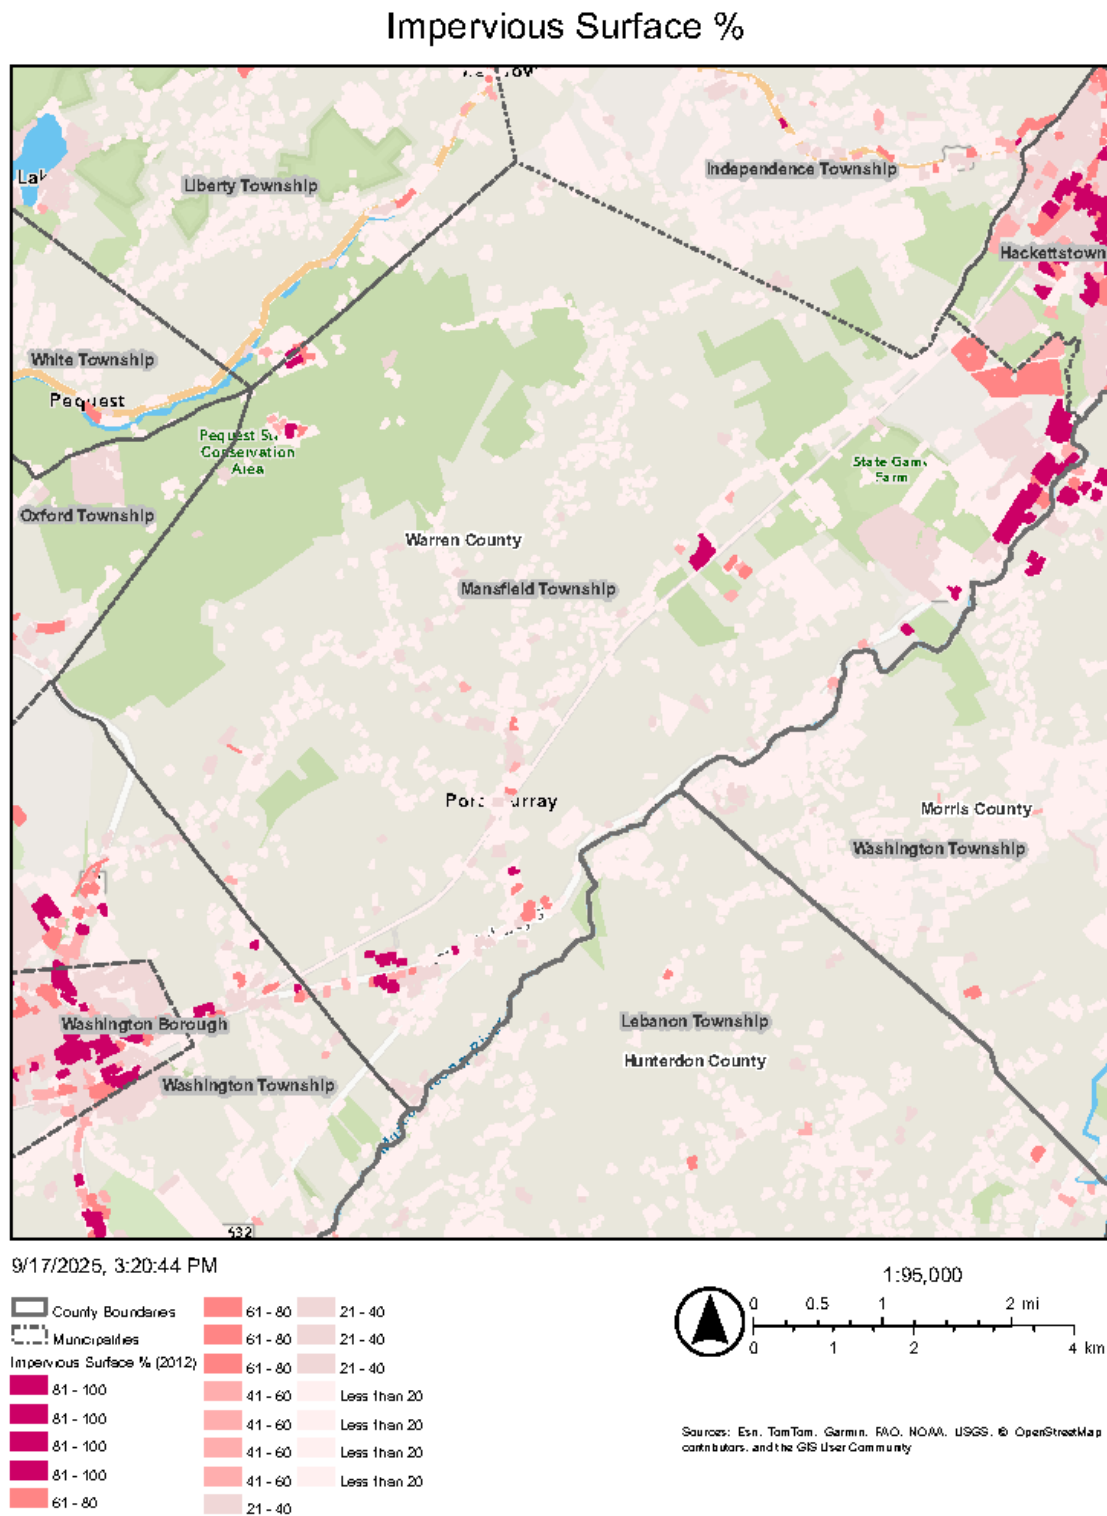 Impervious Surface %
Liberty Township
Independence Township
Hackettstown
White Township
Pequest
Conservation
Area
State Game
Farm
Oxford Township
Warren County
Mansfield Township
Morris County
Washington Township
Lebanon Township
Hunterdon County
Washington Borough
Washington Township
532
9/17/2025, 3:20:44 PM
County Boundaries
Municipalities
Impervious Surface % (2012)
81 - 100
81 - 100
81 - 100
81 - 100
61 - 80
61 - 80
61 - 80
61 - 80
41 - 60
41 - 60
41 - 60
41 - 60
21 - 40
21 - 40
21 - 40
21 - 40
Less than 20
Less than 20
Less than 20
Less than 20
1:95,000
0 0.5 1 2 mi
0 1 2 4 km
Sources: Esri, TomTom, Garmin, FAO, NOAA, USGS, © OpenStreetMap
contributors, and the GIS User Community